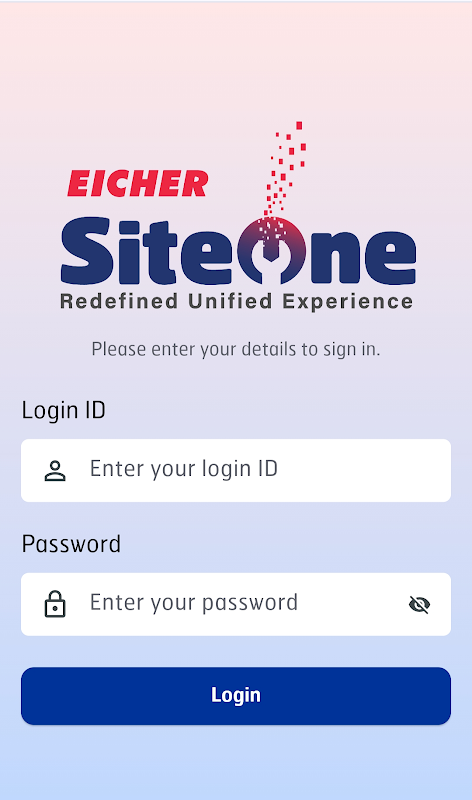 EICHER
SiteOne
Redefined Unified Experience
Please enter your details to sign in.
Login ID
Enter your login ID
Password
Enter your password
Login